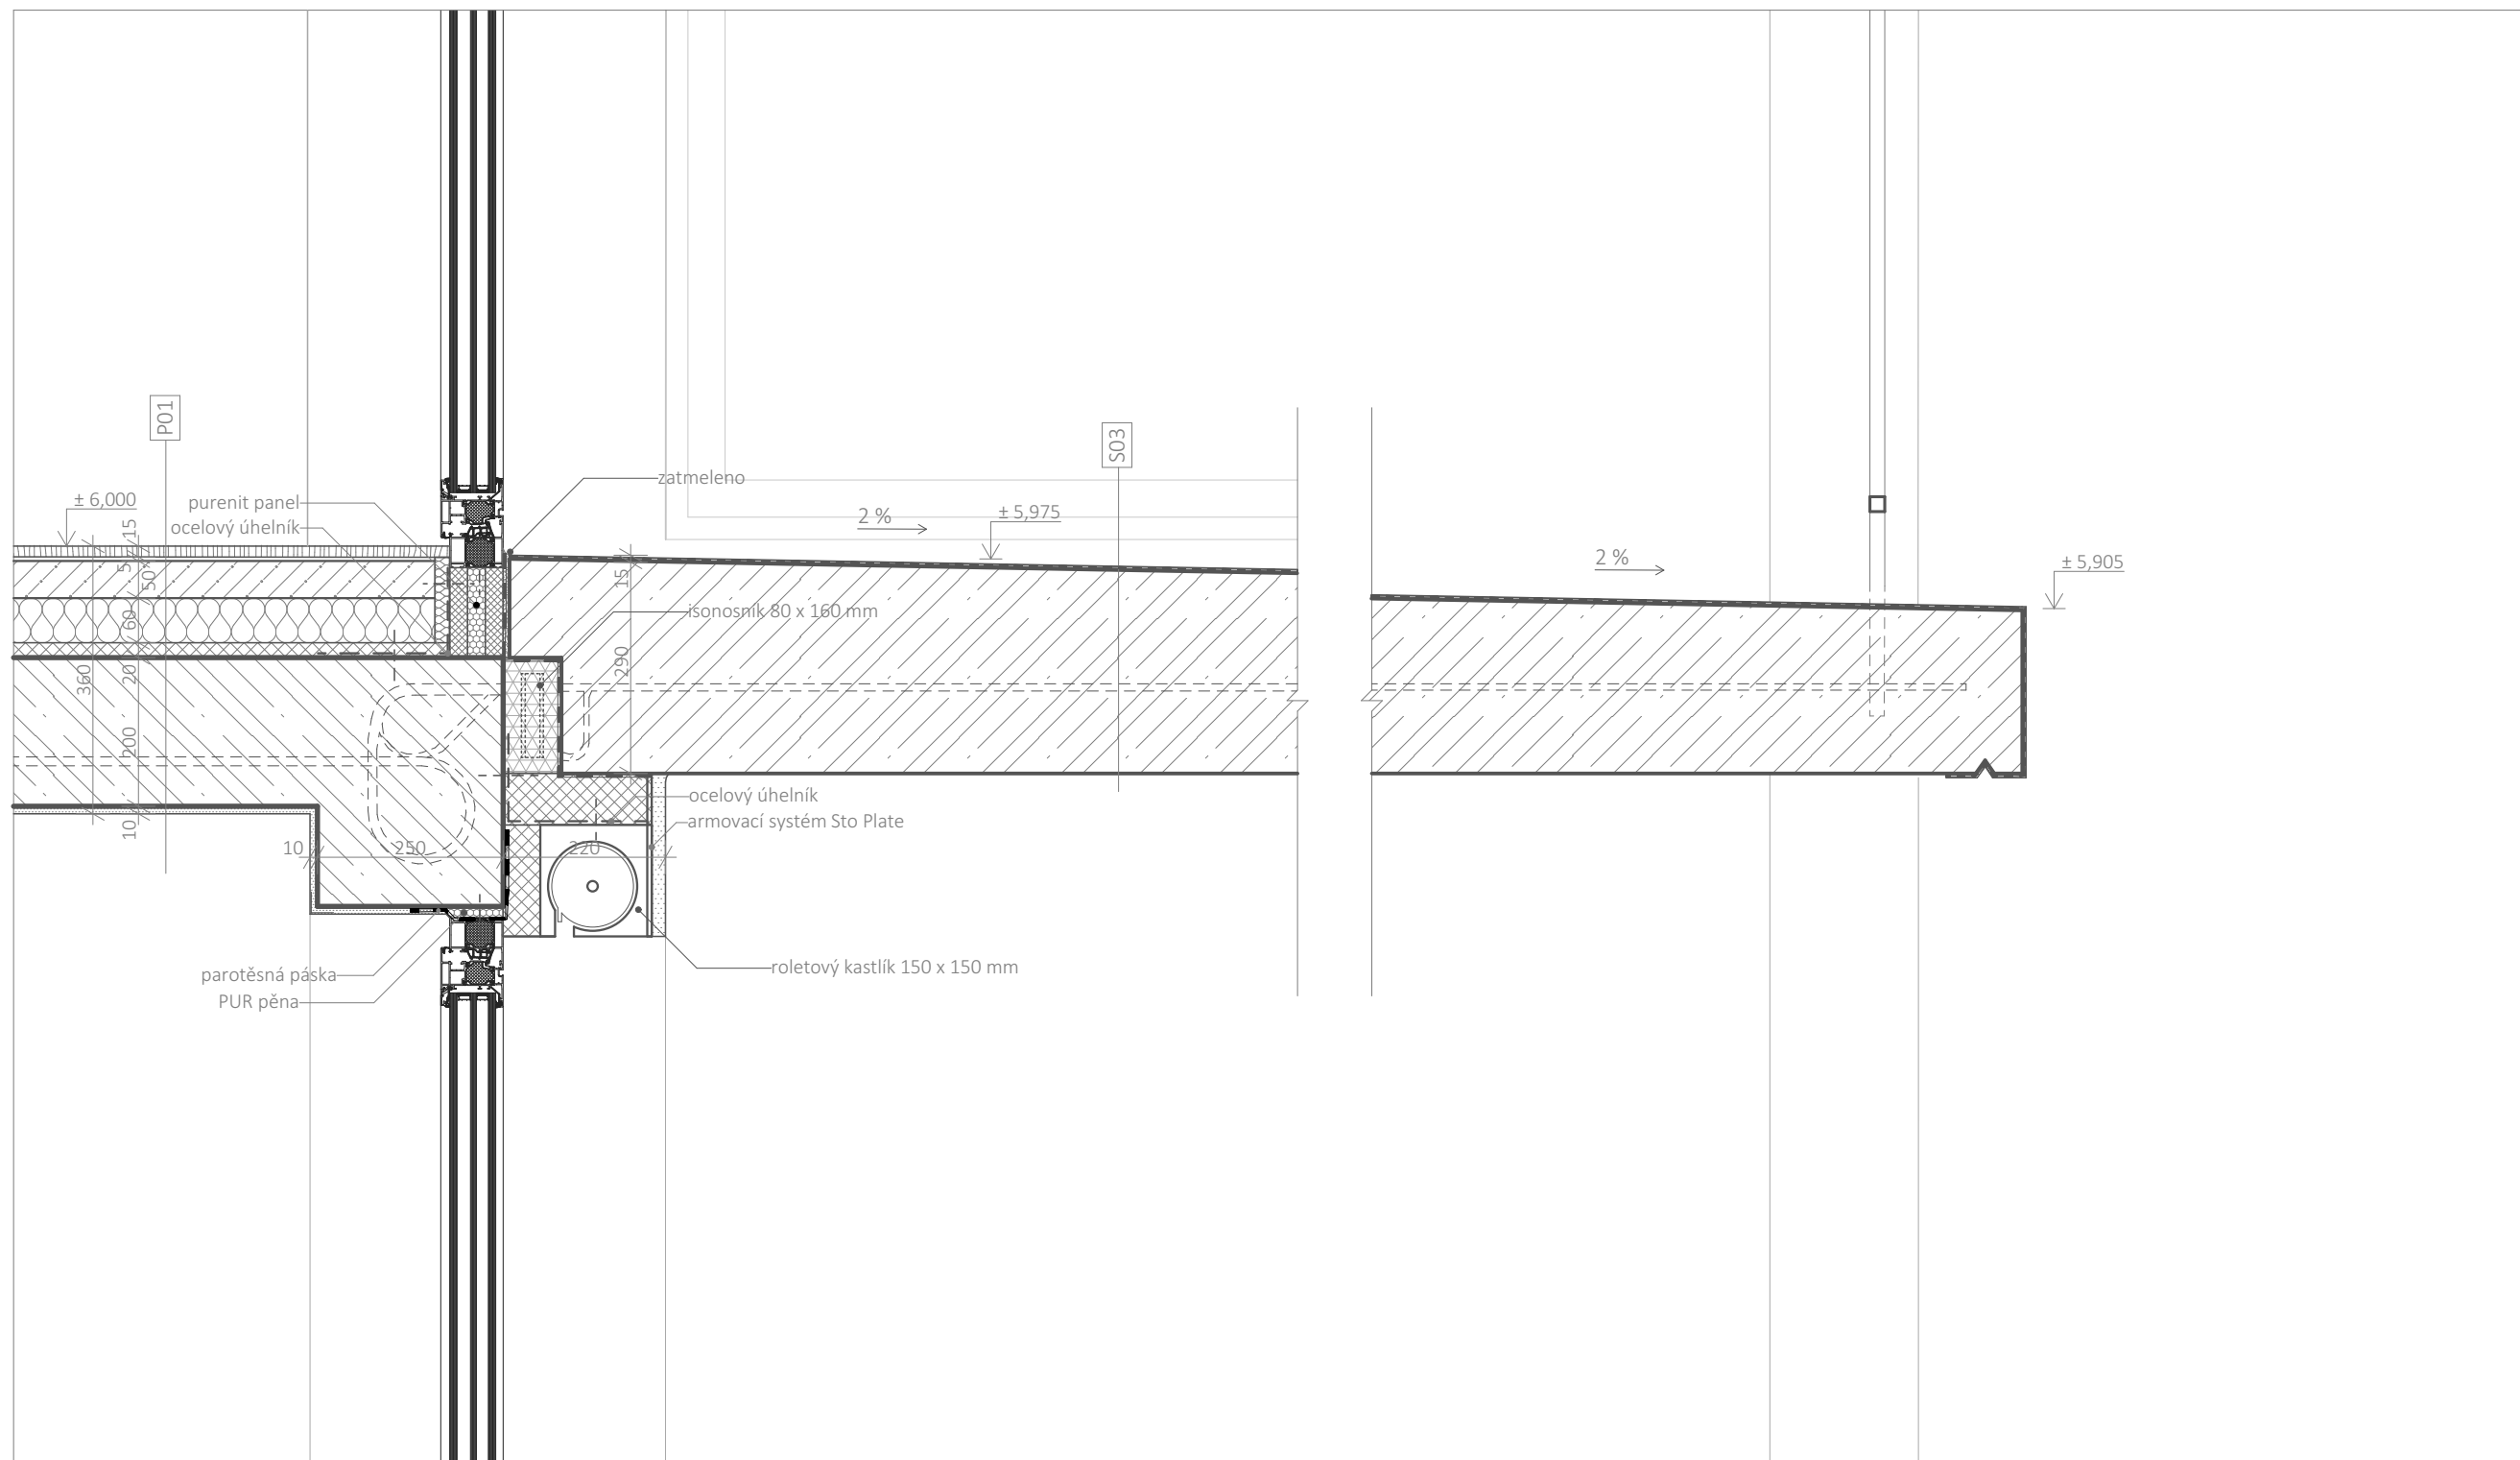 P01
S03
zatmeleno
± 6,000
purenit panel
ocelový úhelník
2 %
± 5,975
2 %
± 5,905
15
5
50
60
20
360
200
10
15
290
isonosník 80 x 160 mm
ocelový úhelník
armovací systém Sto Plate
10
250
220
roletový kastlík 150 x 150 mm
parotěsná páska
PUR pěna